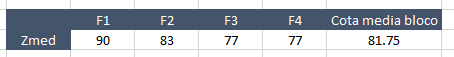 F1 F2 F3 F4 Cota media bloco
Zmed 90 83 77 77 81.75